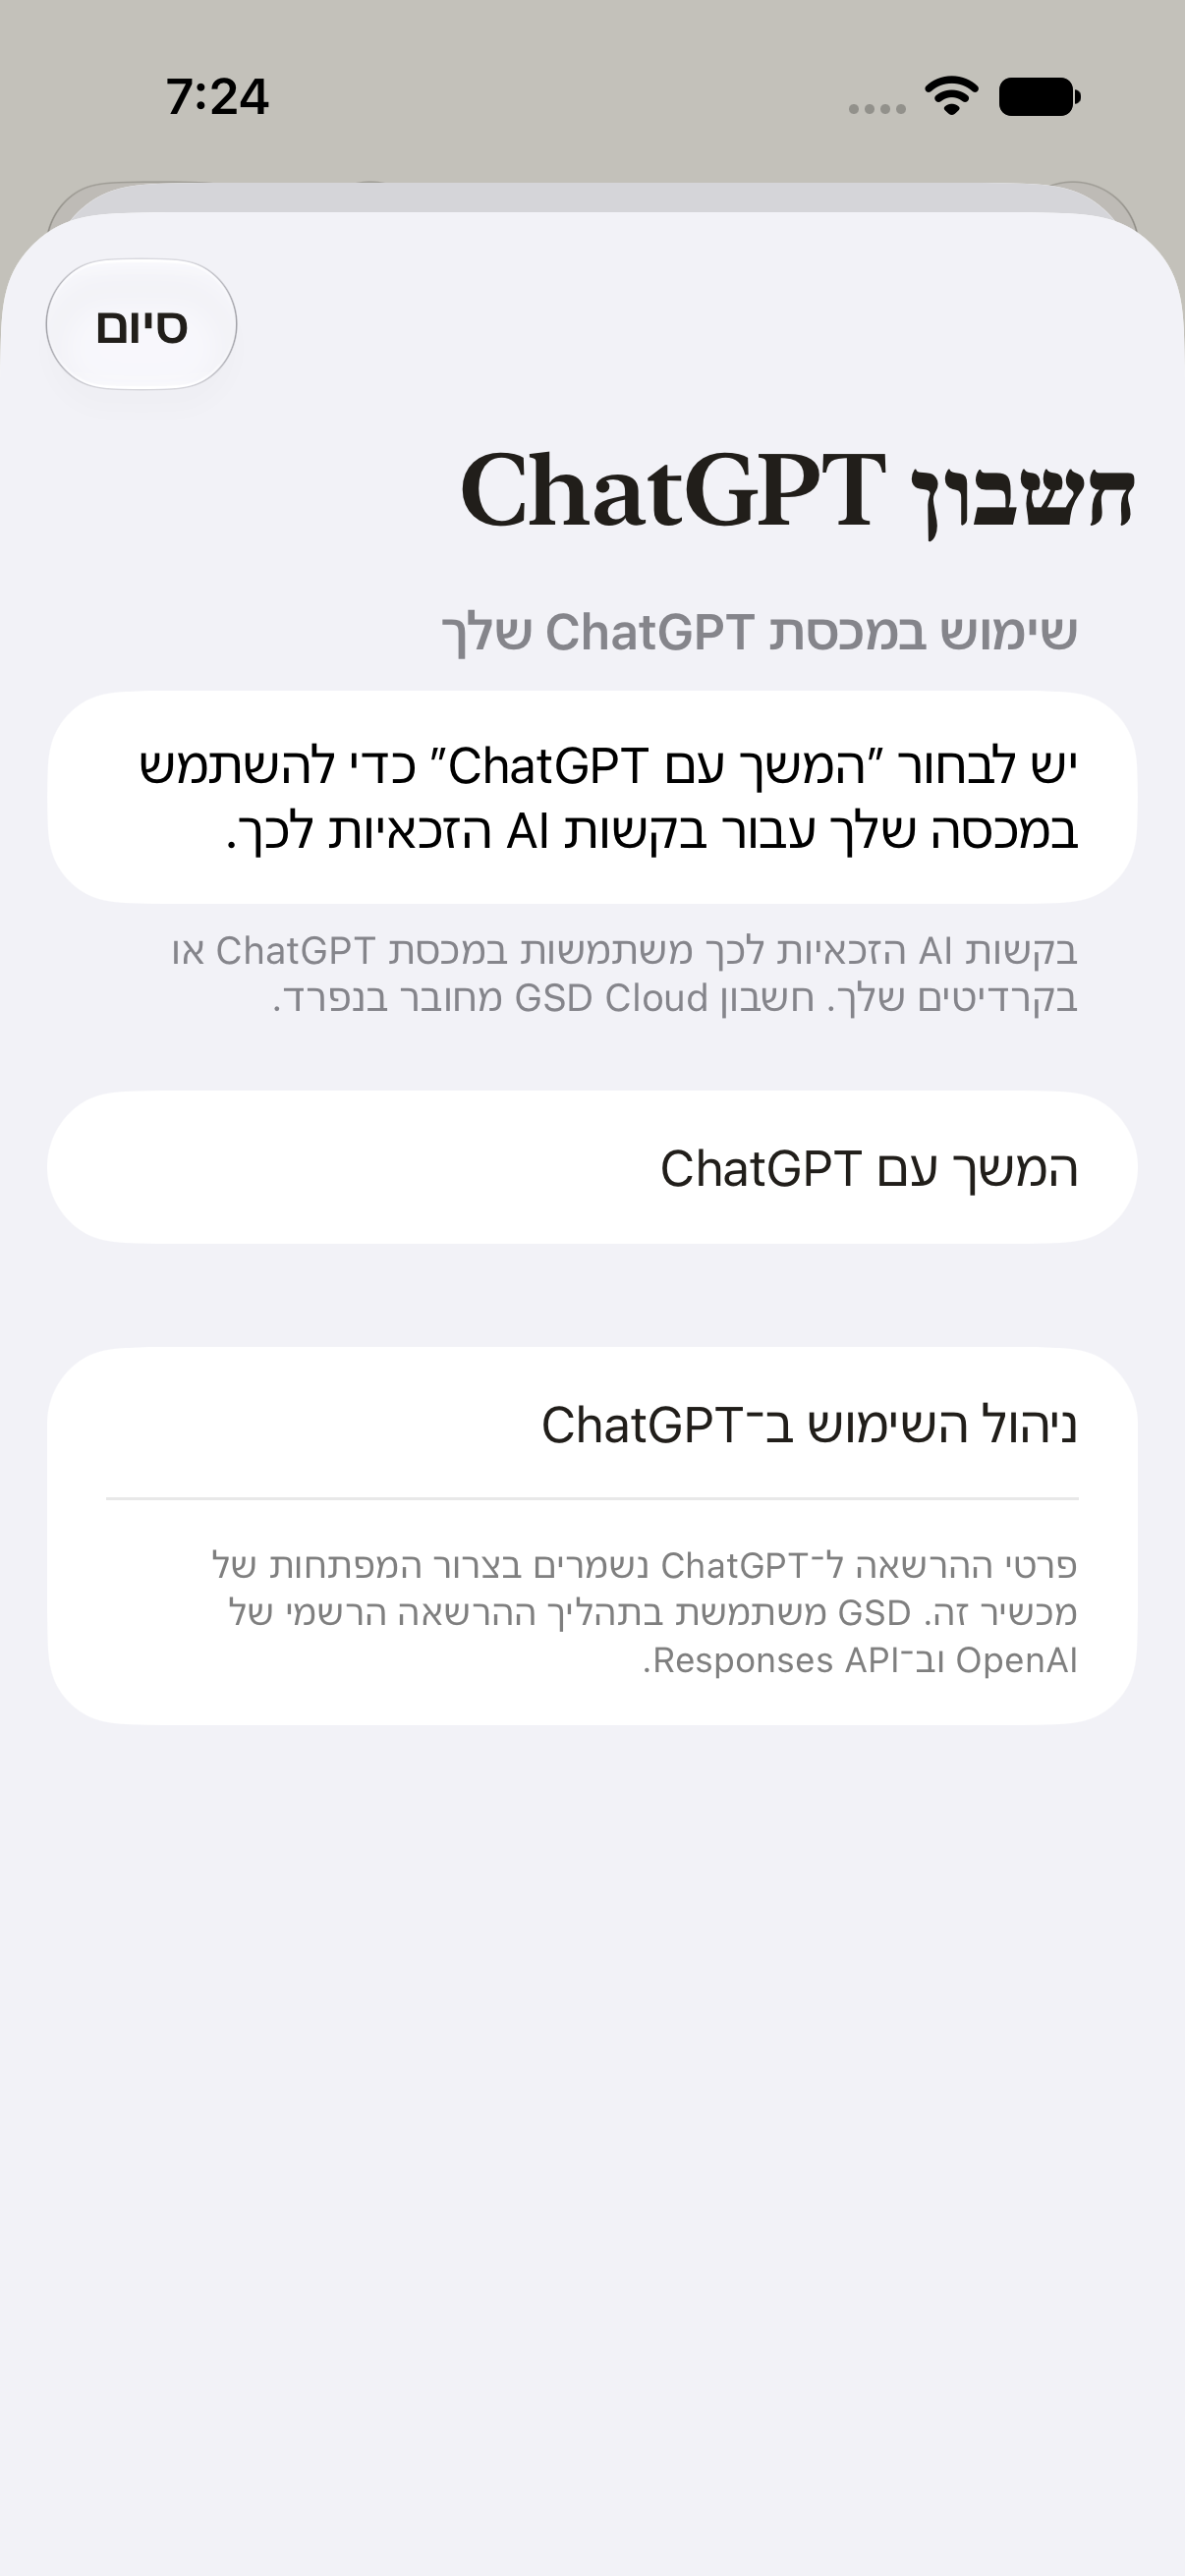 7:24
סיום
חשבון ChatGPT
שימוש במכסת ChatGPT שלך
יש לבחור ״המשך עם ChatGPT״ כדי להשתמש
במכסה שלך עבור בקשות AI הזכאיות לכך.
בקשות AI הזכאיות לכך משתמשות במכסת ChatGPT או
בקרדיטים שלך. חשבון GSD Cloud מחובר בנפרד.
המשך עם ChatGPT
ניהול השימוש ב־ChatGPT
פרטי ההרשאה ל־ChatGPT נשמרים בצרור המפתחות של
מכשיר זה. GSD משתמשת בתהליך ההרשאה הרשמי של
OpenAI וב־Responses API.